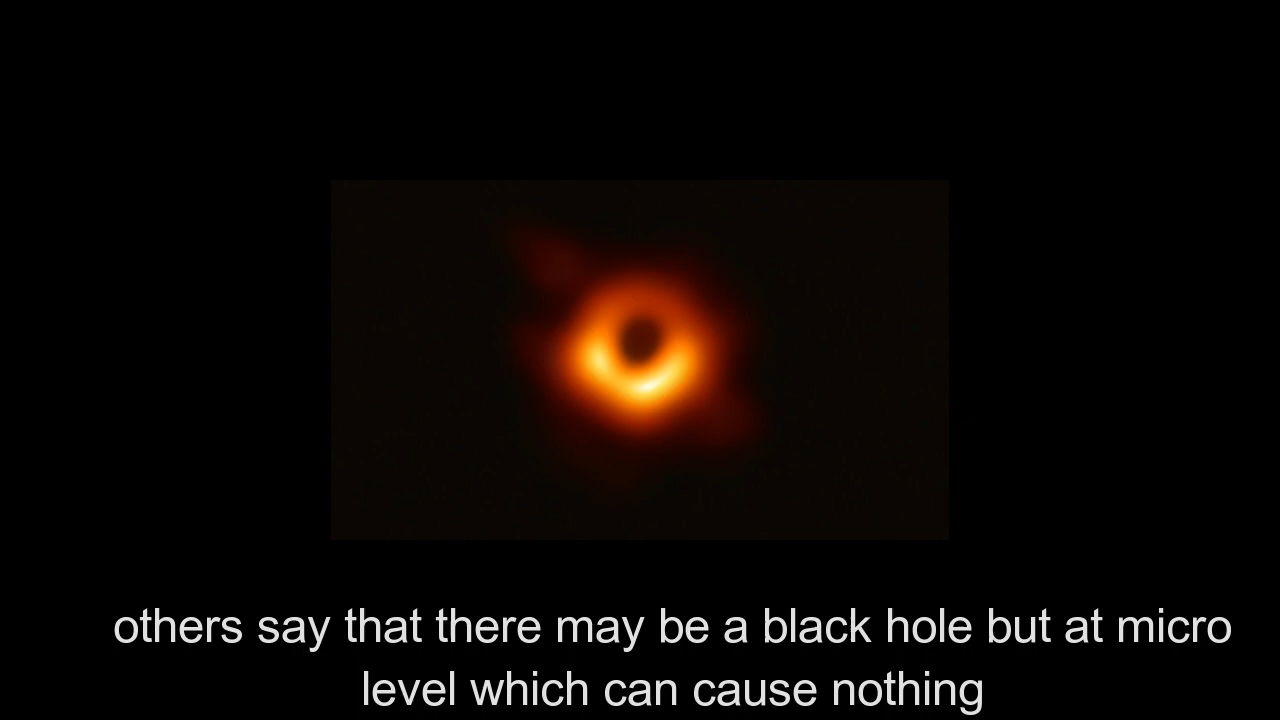 others say that there may be a black hole but at micro
level which can cause nothing